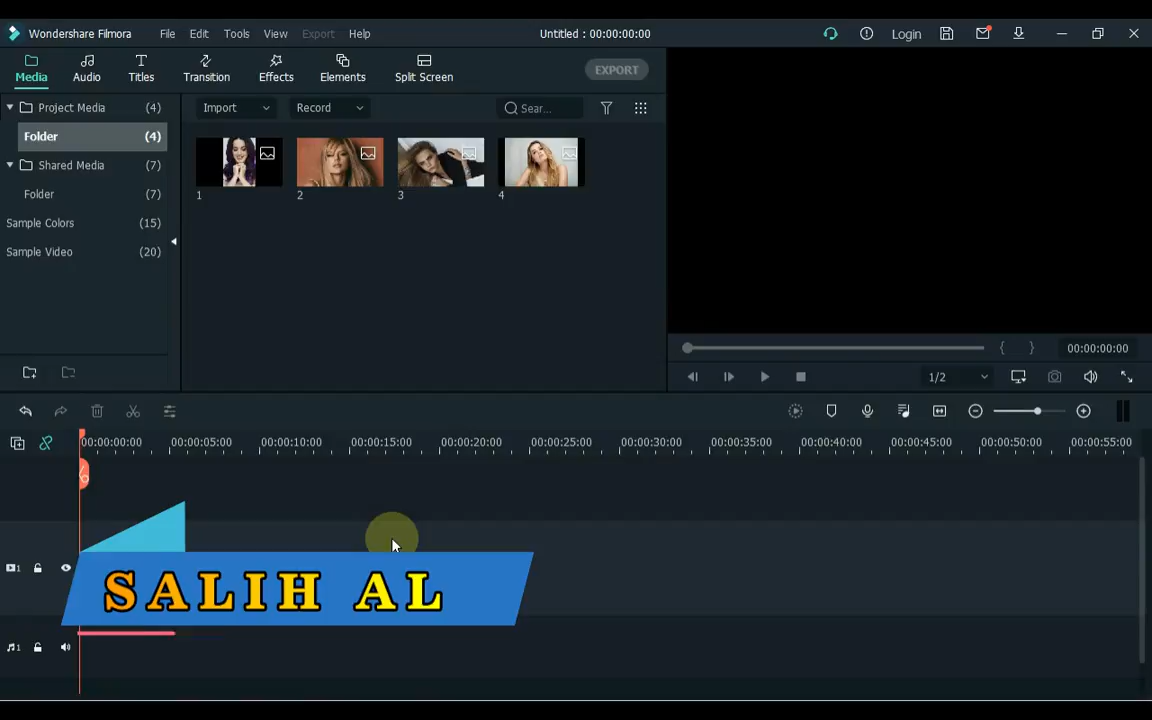 Wondershare Filmora File Edit Tools View Export Help Untitled : 00:00:00:00 Login
Media Audio Titles Transition Effects Elements Split Screen EXPORT
Project Media (4) Import Record Sear...
Folder (4)
Shared Media (7)
1 2 3 4
Folder (7)
Sample Colors (15)
Sample Video (20)
{ } 00:00:00:00
1/2
00:00:00:00 00:00:05:00 00:00:10:00 00:00:15:00 00:00:20:00 00:00:25:00 00:00:30:00 00:00:35:00 00:00:40:00 00:00:45:00 00:00:50:00 00:00:55:00
1
SALIH AL
1